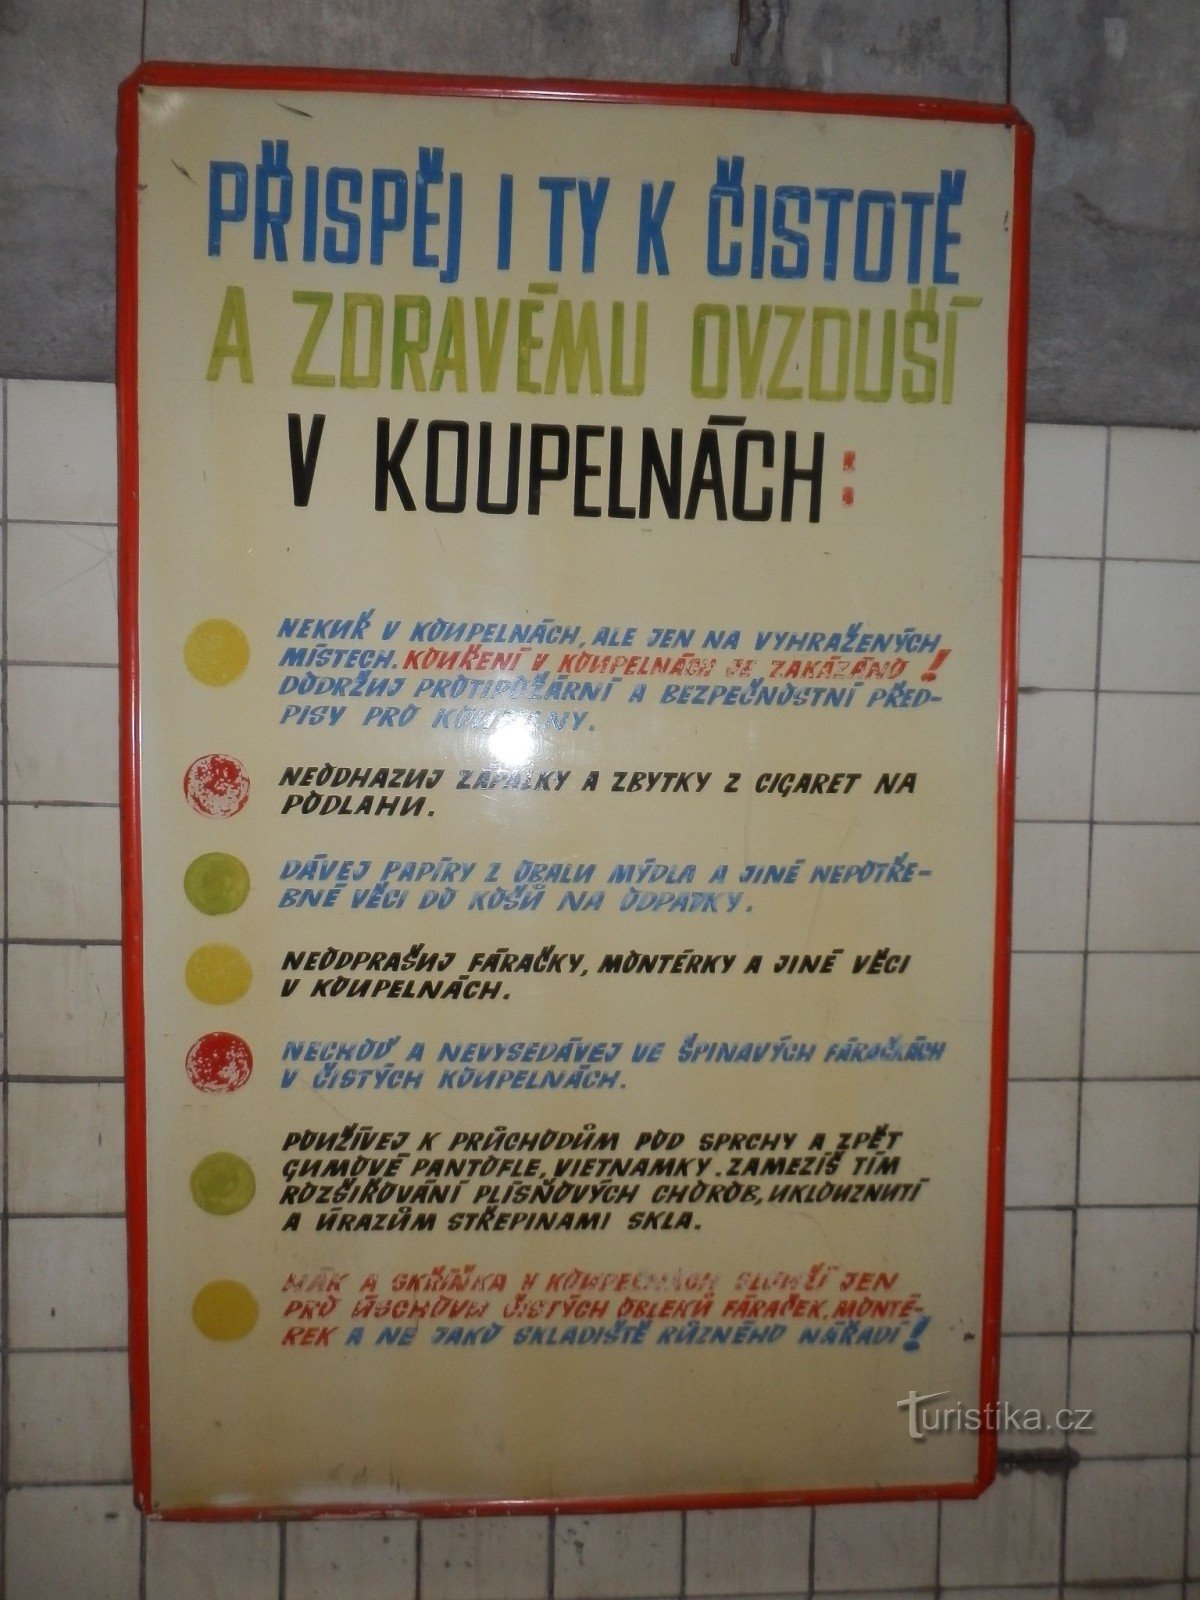 PŘISPĚJ I TY K ČISTOTĚ
A ZDRAVÉMU OVZDUŠÍ
V KOUPELNÁCH:
NEKUŘ V KOUPELNÁCH, ALE JEN NA VYHRAŽENÝCH
MÍSTECH. KOUŘENÍ V KOUPELNÁCH JE ZAKÁZÁNO!
DODRŽUJ PROTIPOŽÁRNÍ A BEZPEČNOSTNÍ PŘED-
PISY PRO KOUPELNY.
NEODHAZUJ ZÁPALKY A ZBYTKY Z CIGARET NA
PODLAHU.
DÁVEJ PAPÍRY Z OBALU MÝDLA A JINÉ NEPOTŘE-
BNÉ VĚCI DO KOŠŮ NA ODPADKY.
NEODPRAŠUJ FÁRAČKY, MONTÉRKY A JINÉ VĚCI
V KOUPELNÁCH.
NECHOĎ A NEVYSEDÁVEJ VE ŠPINAVÝCH FÁRAČKÁCH
V ČISTÝCH KOUPELNÁCH.
POUŽÍVEJ K PRŮCHODŮM POD SPRCHY A ZPĚT
GUMOVÉ PANTOFLE, VIETNAMKY. ZAMEZÍŠ TÍM
ROZŠIŘOVÁNÍ PLÍSŇOVÝCH CHOROB, UKLOUZNUTÍ
A ÚRAZŮM STŘEPINAMI SKLA.
HÁK A SKŘÍŇKA V KOUPELNÁCH SLOUŽÍ JEN
PRO ÚSCHOVU ČISTÝCH OBLEKŮ FÁRAČEK, MONTÉ-
REK A NE JAKO SKLADIŠTĚ RŮZNÉHO NÁŘADÍ!
Turistika.cz